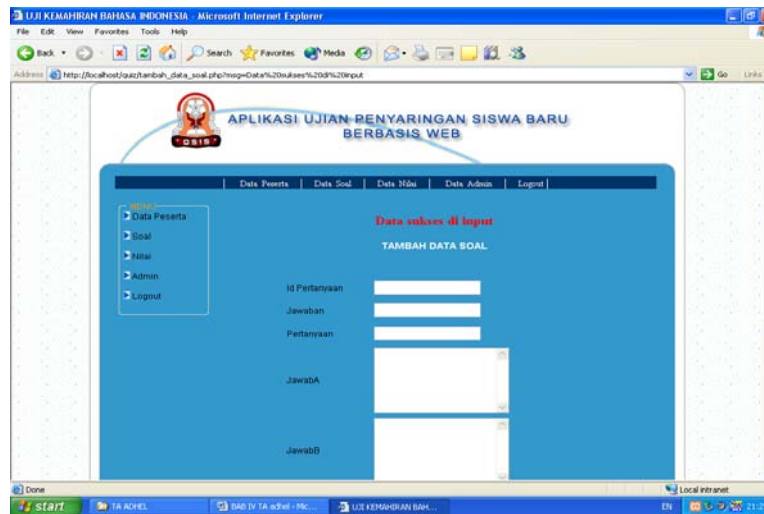 UJI KEMAHIRAN BAHASA INDONESIA - Microsoft Internet Explorer
File Edit View Favorites Tools Help
Back Search Favorites Media
Address http://localhost/quiz/tambah_data_soal.php?msg=Data%20sukses%20di%20input Go Links
OSIS
APLIKASI UJIAN PENYARINGAN SISWA BARU
BERBASIS WEB
| Data Peserta | Data Soal | Data Nilai | Data Admin | Logout |
MENU
Data Peserta
Soal
Nilai
Admin
Logout
Data sukses di input
TAMBAH DATA SOAL
Id Pertanyaan
Jawaban
Pertanyaan
JawabA
JawabB
Done Local intranet
start TA ADHEL BAB IV TA adhel - Mic... UJI KEMAHIRAN BAH... EN